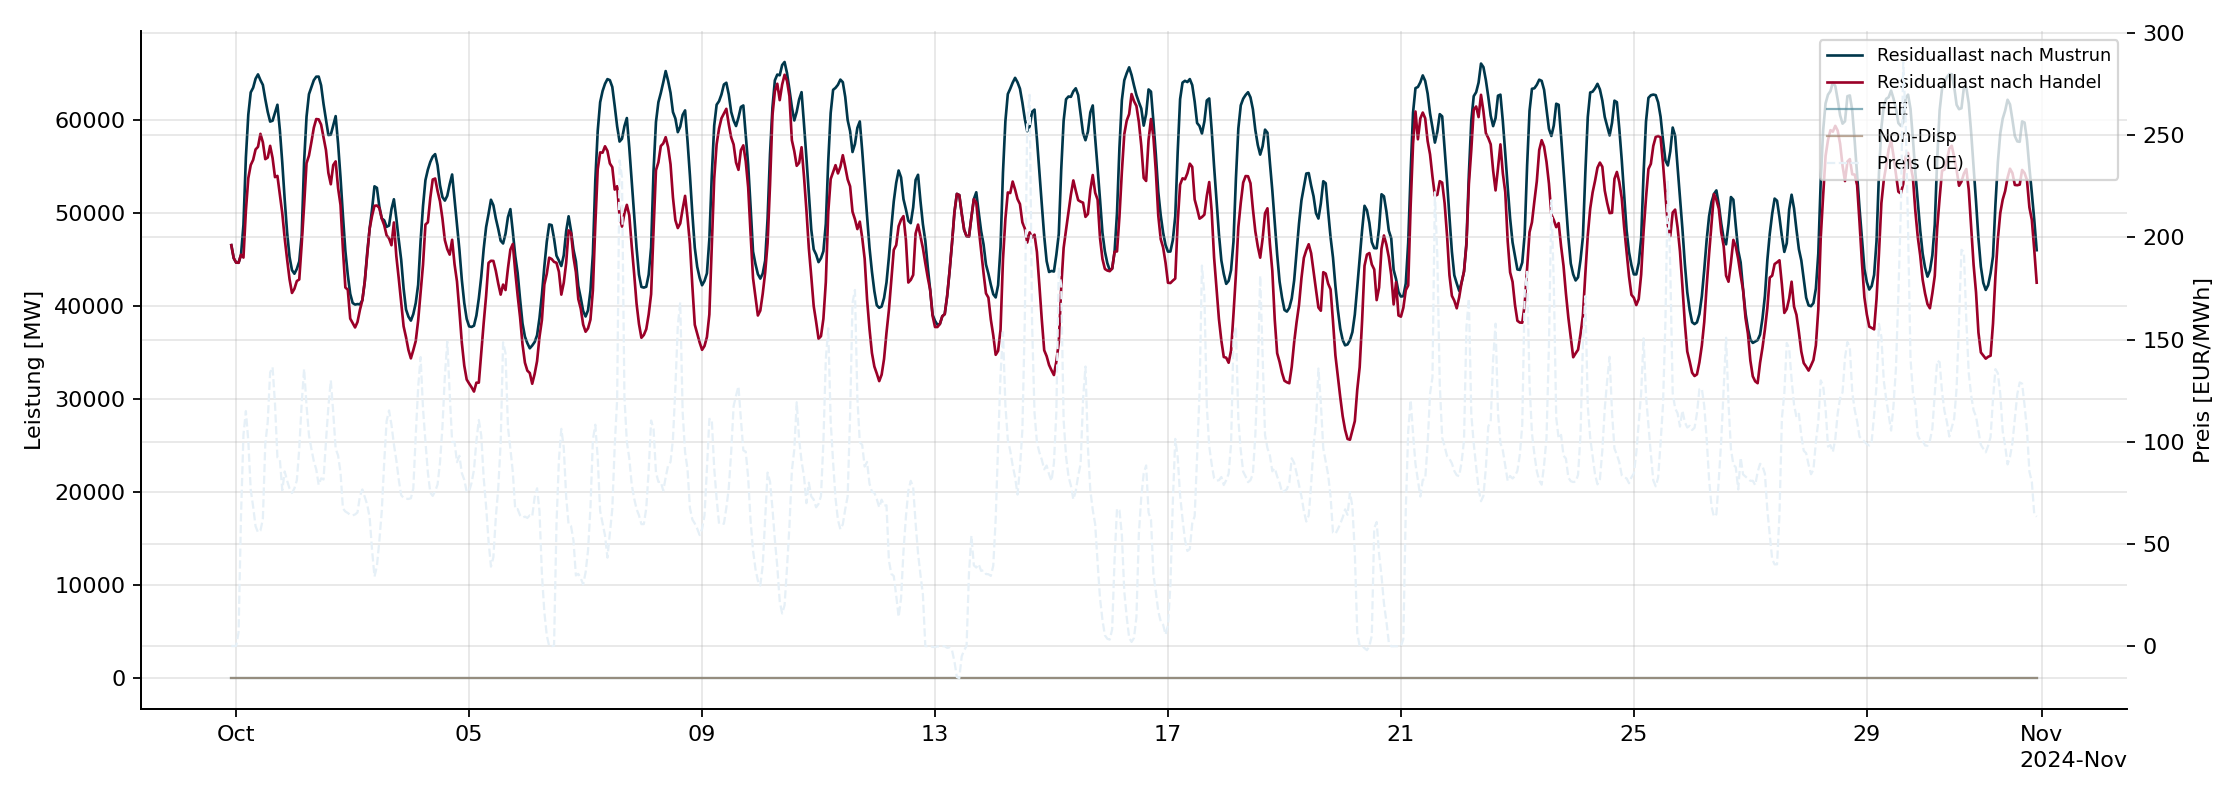 Residuallast nach Mustrun
Residuallast nach Handel
FEE
Non-Disp
Preis (DE)
Leistung [MW]
60000
50000
40000
30000
20000
10000
0
Preis [EUR/MWh]
300
250
200
150
100
50
0
Oct
05
09
13
17
21
25
29
Nov
2024-Nov